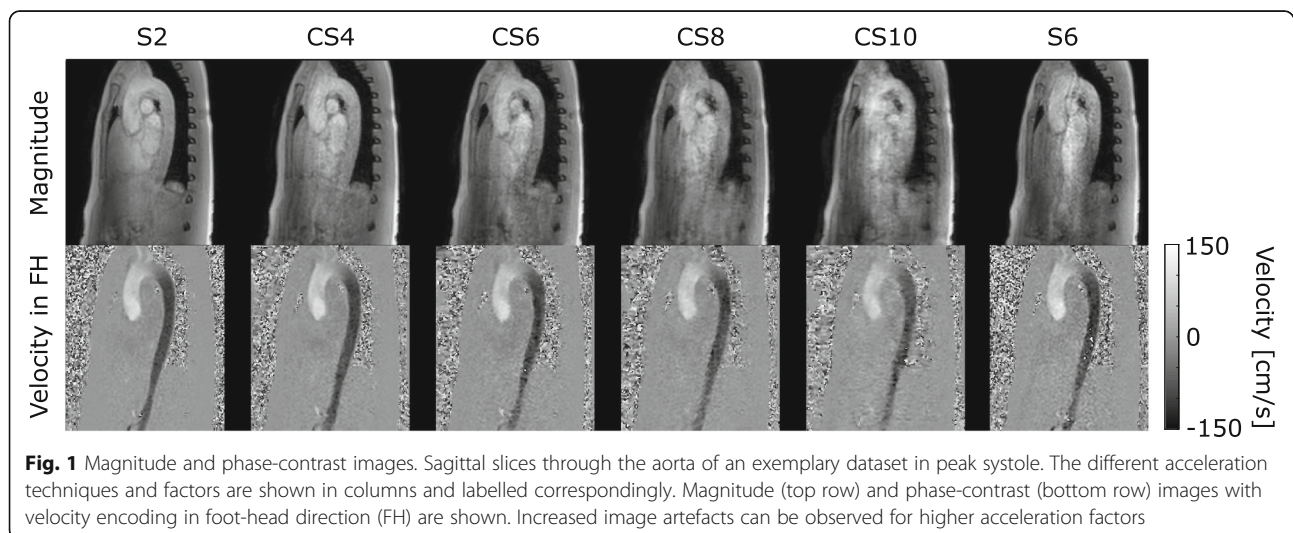 S2 CS4 CS6 CS8 CS10 S6
Magnitude
Velocity in FH
150
0
-150
Velocity [cm/s]
Fig. 1 Magnitude and phase-contrast images. Sagittal slices through the aorta of an exemplary dataset in peak systole. The different acceleration
techniques and factors are shown in columns and labelled correspondingly. Magnitude (top row) and phase-contrast (bottom row) images with
velocity encoding in foot-head direction (FH) are shown. Increased image artefacts can be observed for higher acceleration factors